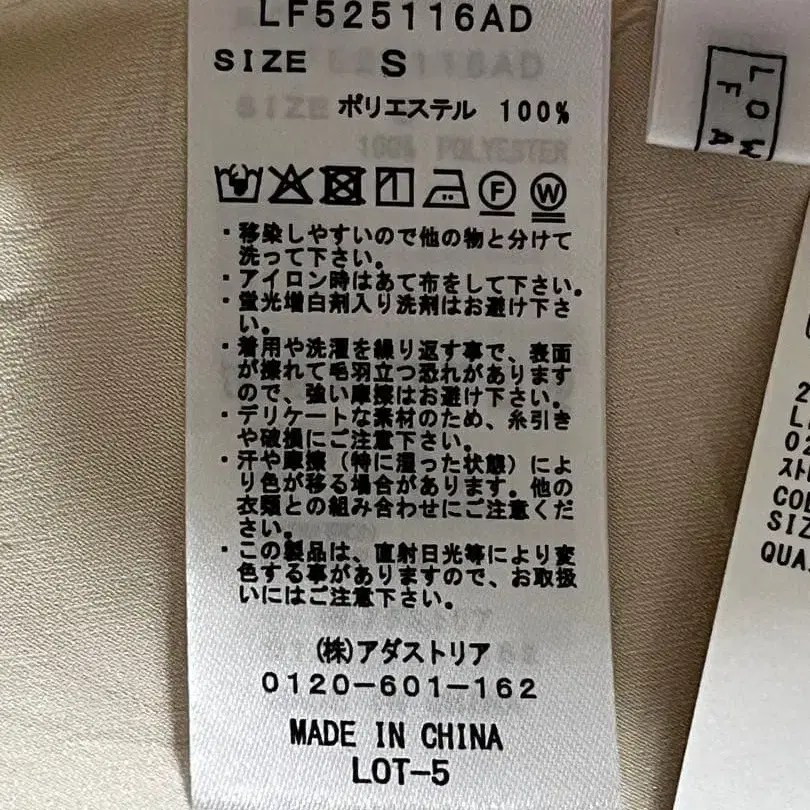 LF525116AD
SIZE S
ポリエステル 100%
・移染しやすいので他の物と分けて
洗って下さい。
・アイロン時はあて布をして下さい。
・蛍光増白剤入り洗剤はお避け下さ
い。
・着用や洗濯を繰り返す事で、表面
が擦れて毛羽立つ恐れがあります
ので、強い摩擦はお避け下さい。
・デリケートな素材のため、糸引き
や破損にご注意下さい。
・汗や摩擦（特に湿った状態）によ
り色が移る場合があります。他の
衣類との組み合わせにご注意くだ
さい。
・この製品は、直射日光等により変
色する事がありますので、お取扱
いにはご注意下さい。
(株)アダストリア
0120-601-162
MADE IN CHINA
LOT-5
LOW
F A
2
L
02
スト
COL
SIZ
QUA